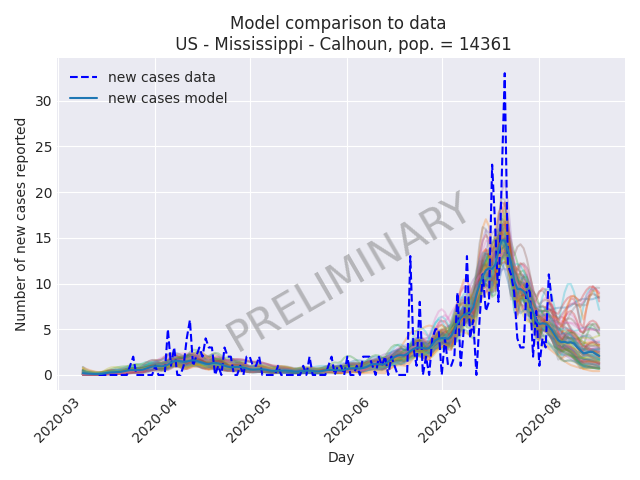 Model comparison to data
US - Mississippi - Calhoun, pop. = 14361
new cases data
new cases model
PRELIMINARY
Number of new cases reported
30
25
20
15
10
5
0
2020-03
2020-04
2020-05
2020-06
2020-07
2020-08
Day